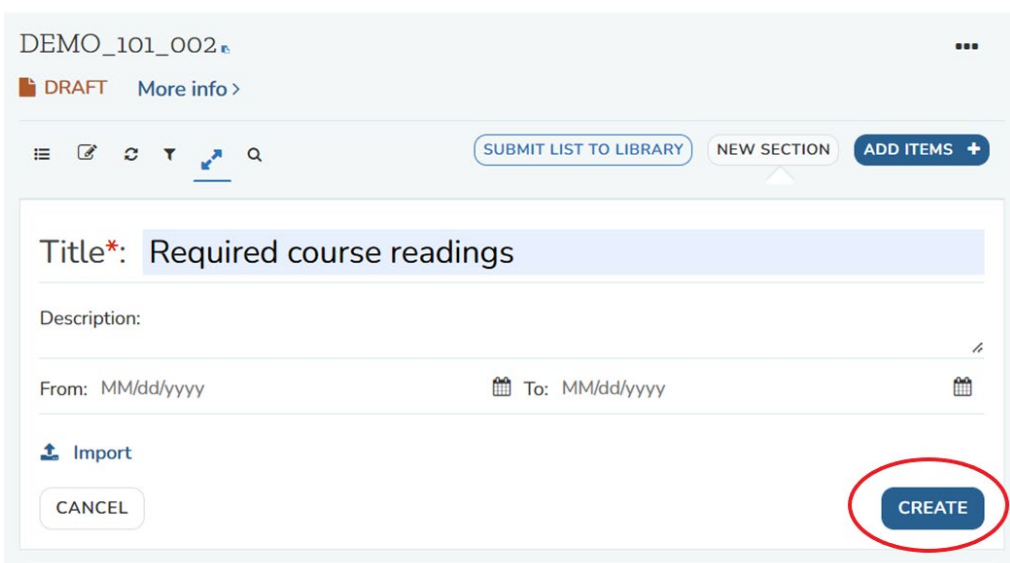 DEMO_101_002
DRAFT More info >
SUBMIT LIST TO LIBRARY NEW SECTION ADD ITEMS +
Title*: Required course readings
Description:
From: MM/dd/yyyy To: MM/dd/yyyy
Import
CANCEL CREATE